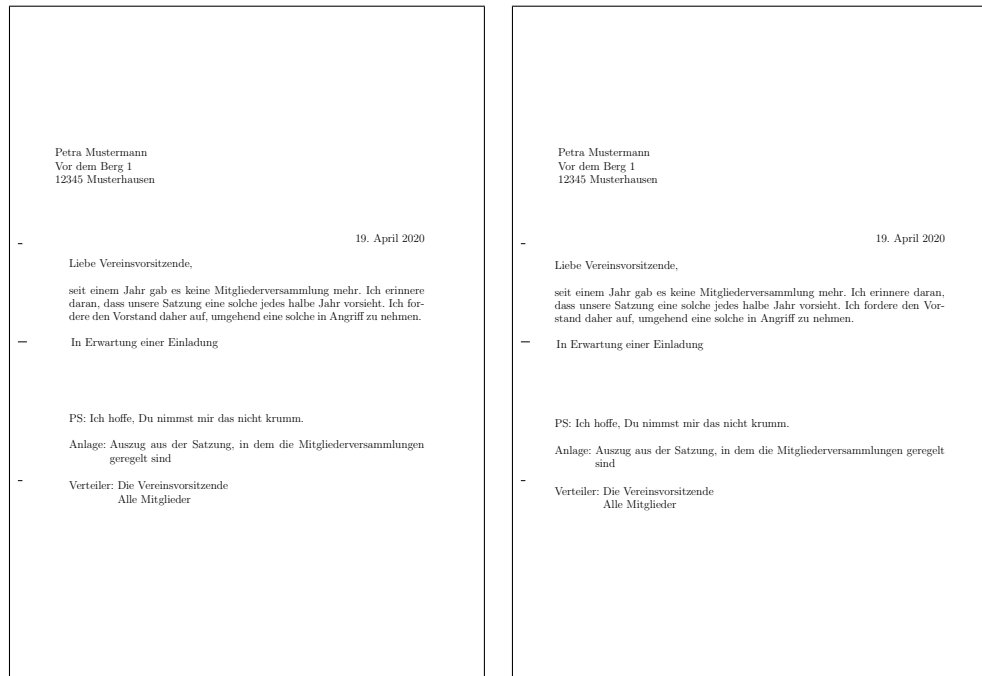 Petra Mustermann
Vor dem Berg 1
12345 Musterhausen
19. April 2020
Liebe Vereinsvorsitzende,
seit einem Jahr gab es keine Mitgliederversammlung mehr. Ich erinnere
daran, dass unsere Satzung eine solche jedes halbe Jahr vorsieht. Ich for-
dere den Vorstand daher auf, umgehend eine solche in Angriff zu nehmen.
In Erwartung einer Einladung
PS: Ich hoffe, Du nimmst mir das nicht krumm.
Anlage: Auszug aus der Satzung, in dem die Mitgliederversammlungen
geregelt sind
Verteiler: Die Vereinsvorsitzende
Alle Mitglieder
Petra Mustermann
Vor dem Berg 1
12345 Musterhausen
19. April 2020
Liebe Vereinsvorsitzende,
seit einem Jahr gab es keine Mitgliederversammlung mehr. Ich erinnere daran,
dass unsere Satzung eine solche jedes halbe Jahr vorsieht. Ich fordere den Vor-
stand daher auf, umgehend eine solche in Angriff zu nehmen.
In Erwartung einer Einladung
PS: Ich hoffe, Du nimmst mir das nicht krumm.
Anlage: Auszug aus der Satzung, in dem die Mitgliederversammlungen geregelt
sind
Verteiler: Die Vereinsvorsitzende
Alle Mitglieder